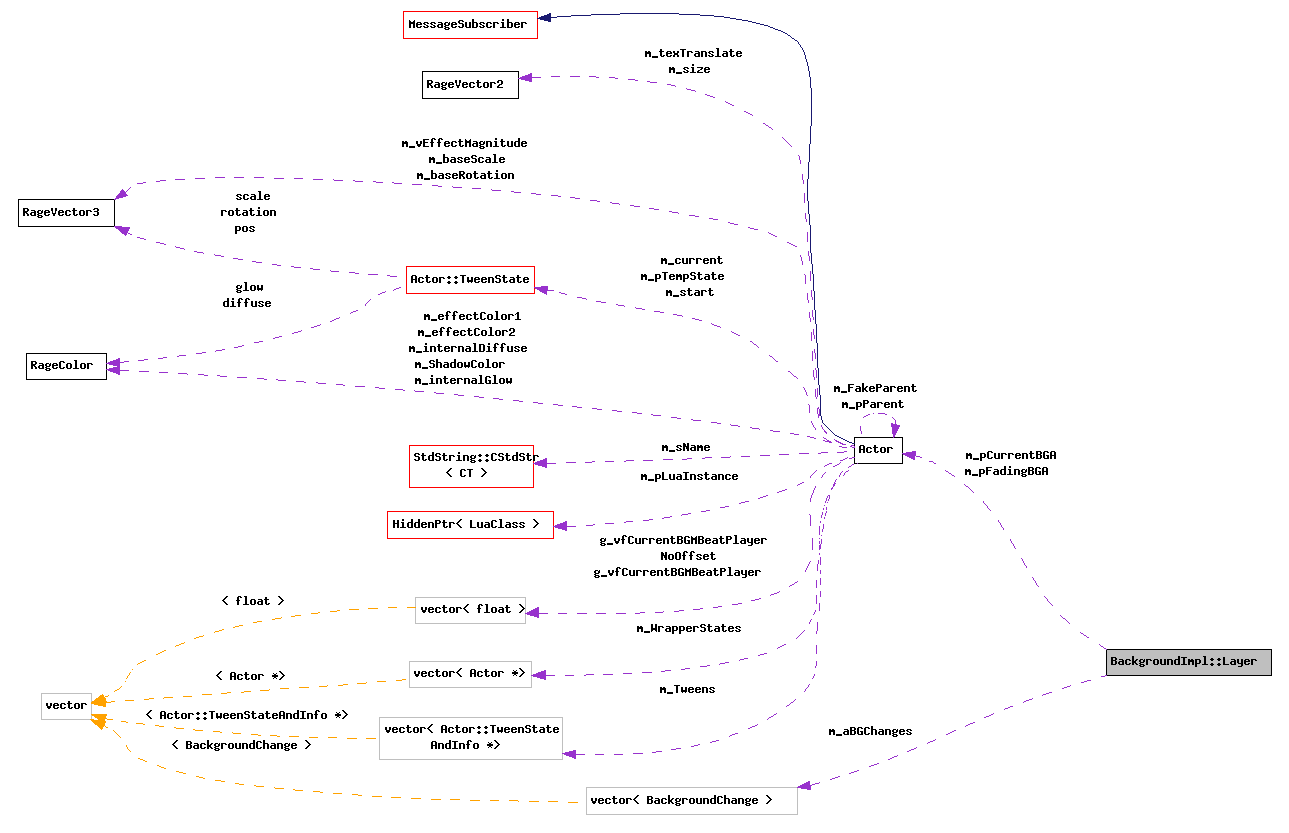 MessageSubscriber
m_texTranslate
m_size
RageVector2
m_vEffectMagnitude
m_baseScale
m_baseRotation
scale
rotation
pos
RageVector3
m_current
m_pTempState
m_start
Actor::TweenState
glow
diffuse
m_effectColor1
m_effectColor2
m_internalDiffuse
m_ShadowColor
m_internalGlow
RageColor
m_FakeParent
m_pParent
Actor
m_sName
StdString::CStdStr
< CT >
m_pCurrentBGA
m_pFadingBGA
m_pLuaInstance
HiddenPtr< LuaClass >
g_vfCurrentBGMBeatPlayer
NoOffset
g_vfCurrentBGMBeatPlayer
< float >
vector< float >
m_WrapperStates
BackgroundImpl::Layer
< Actor *>
vector< Actor *>
m_Tweens
vector
< Actor::TweenStateAndInfo *>
vector< Actor::TweenState
AndInfo *>
m_aBGChanges
< BackgroundChange >
vector< BackgroundChange >